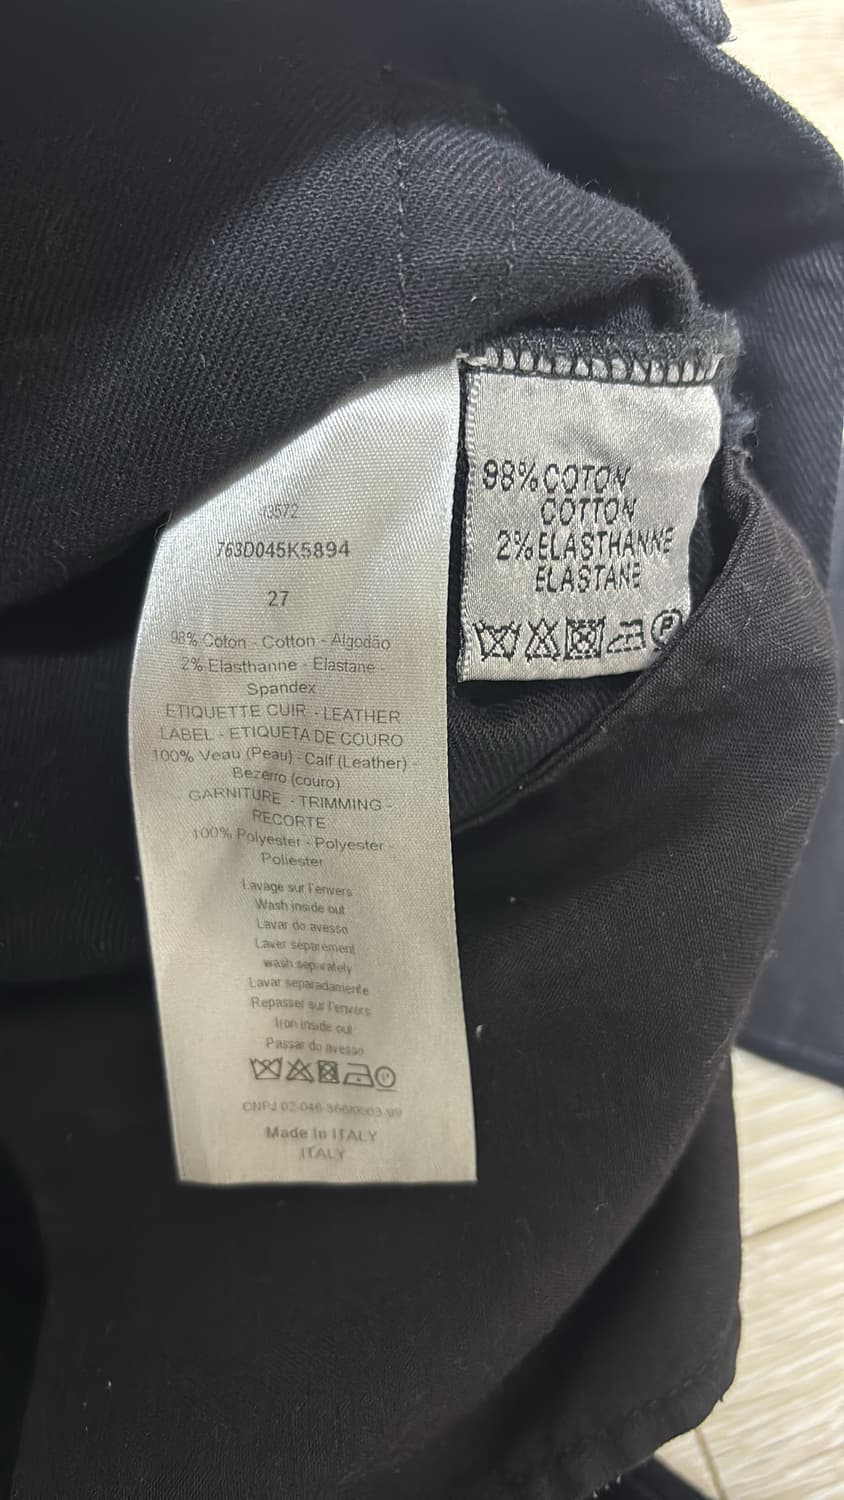 763D045K5894
27
98% Coton - Cotton - Algodão
2% Elasthanne - Elastane -
Spandex
ETIQUETTE CUIR - LEATHER
LABEL - ETIQUETA DE COURO
100% Veau (Peau) - Calf (Leather) -
Bezerro (couro)
GARNITURE - TRIMMING -
RECORTE
100% Polyester - Polyester -
Poliester
Lavage sur l'envers
Wash inside out
Lavar do avesso
Laver séparément
wash separately
Lavar separadamente
Repasser sur l'envers
Iron inside out
Passar do avesso
P
CNPJ
Made in ITALY
ITALY
98% COTON
COTTON
2% ELASTHANNE
ELASTANE
P